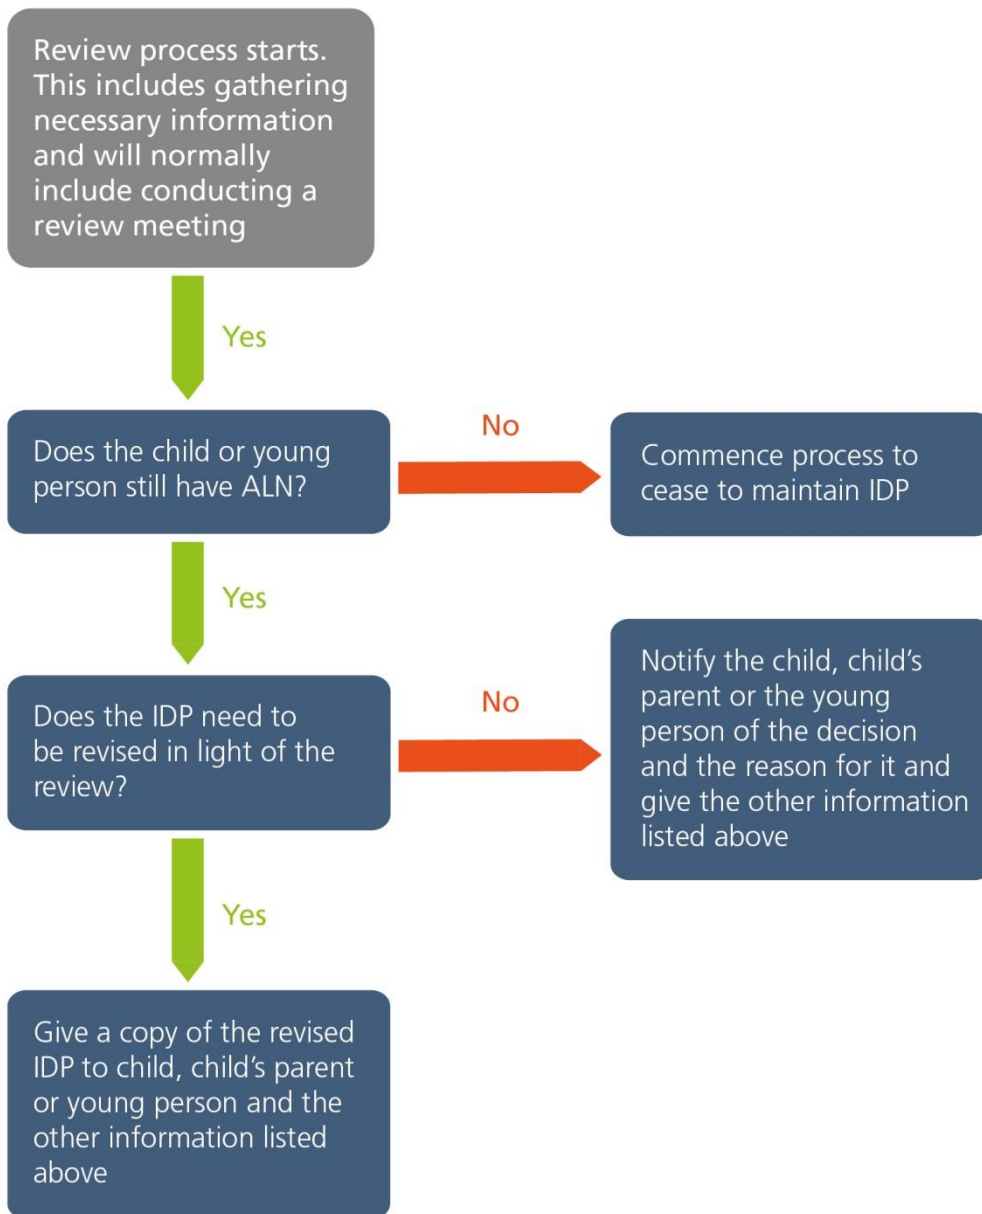 Review process starts.
This includes gathering
necessary information
and will normally
include conducting a
review meeting
Yes
Does the child or young
person still have ALN?
No
Commence process to
cease to maintain IDP
Yes
Does the IDP need to
be revised in light of the
review?
No
Notify the child, child’s
parent or the young
person of the decision
and the reason for it and
give the other information
listed above
Yes
Give a copy of the revised
IDP to child, child’s parent
or young person and the
other information listed
above